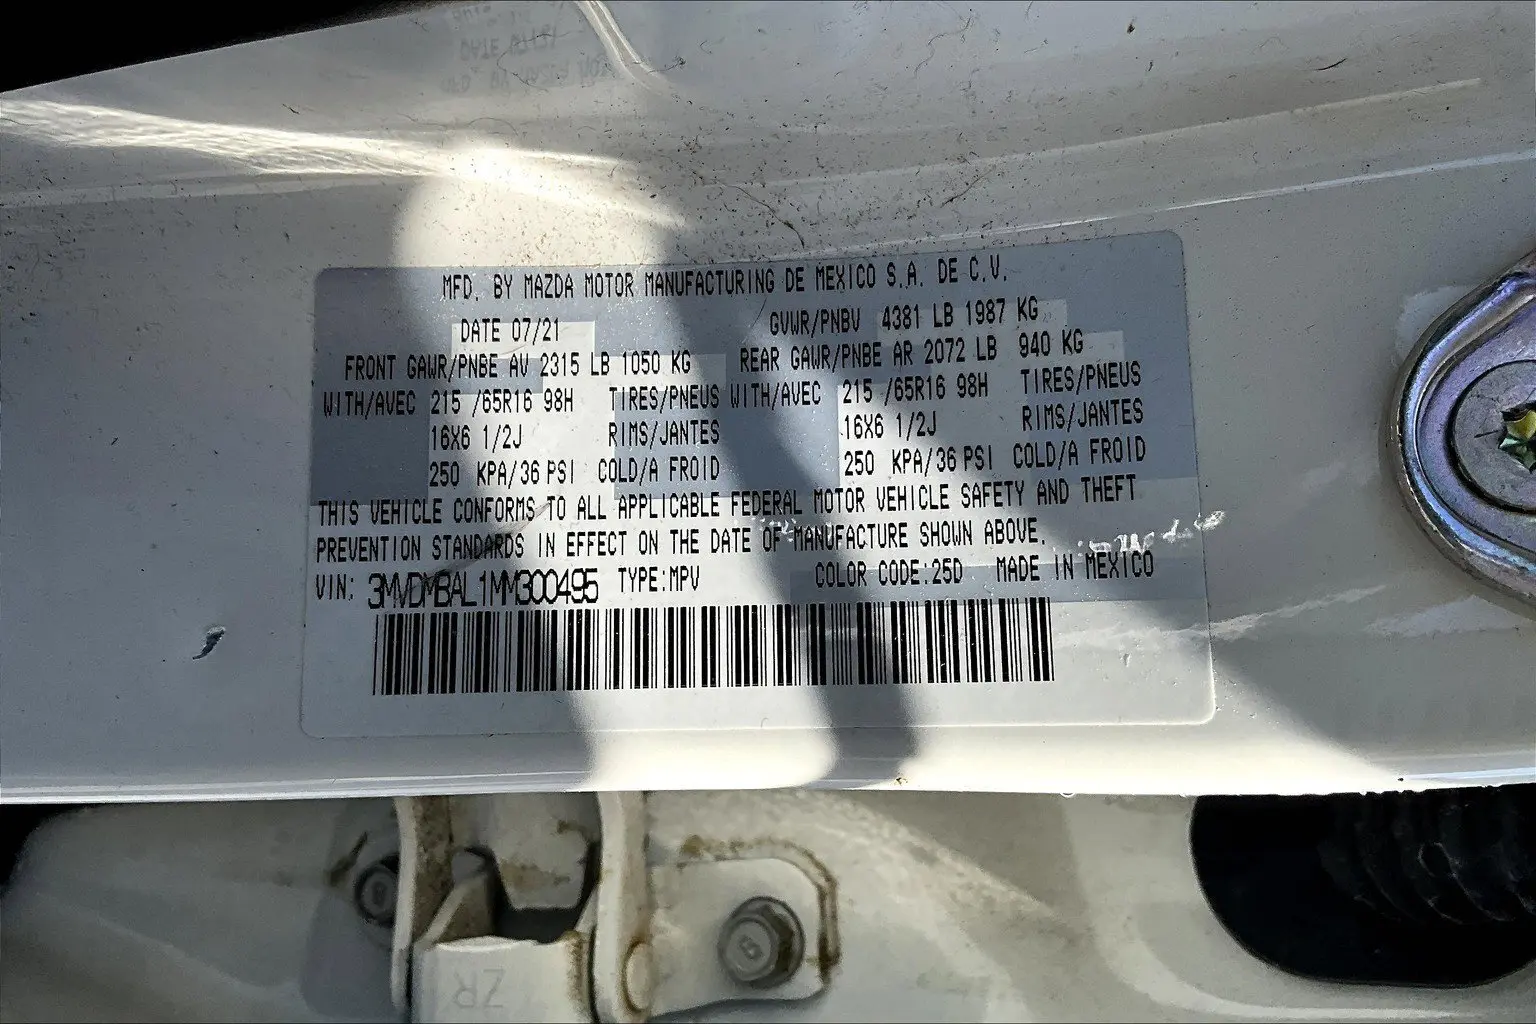 MFD. BY MAZDA MOTOR MANUFACTURING DE MEXICO S.A. DE C.V.
DATE 07/21 GVWR/PNBV 4381 LB 1987 KG
FRONT GAWR/PNBE AV 2315 LB 1050 KG REAR GAWR/PNBE AR 2072 LB 940 KG
WITH/AVEC 215 /65R16 98H TIRES/PNEUS WITH/AVEC 215 /65R16 98H TIRES/PNEUS
16X6 1/2J RIMS/JANTES 16X6 1/2J RIMS/JANTES
250 KPA/36 PSI COLD/A FROID 250 KPA/36 PSI COLD/A FROID
THIS VEHICLE CONFORMS TO ALL APPLICABLE FEDERAL MOTOR VEHICLE SAFETY AND THEFT
PREVENTION STANDARDS IN EFFECT ON THE DATE OF MANUFACTURE SHOWN ABOVE.
VIN: 3MVDMBAL1MM300495 TYPE:MPV COLOR CODE:25D MADE IN MEXICO
ZR
8